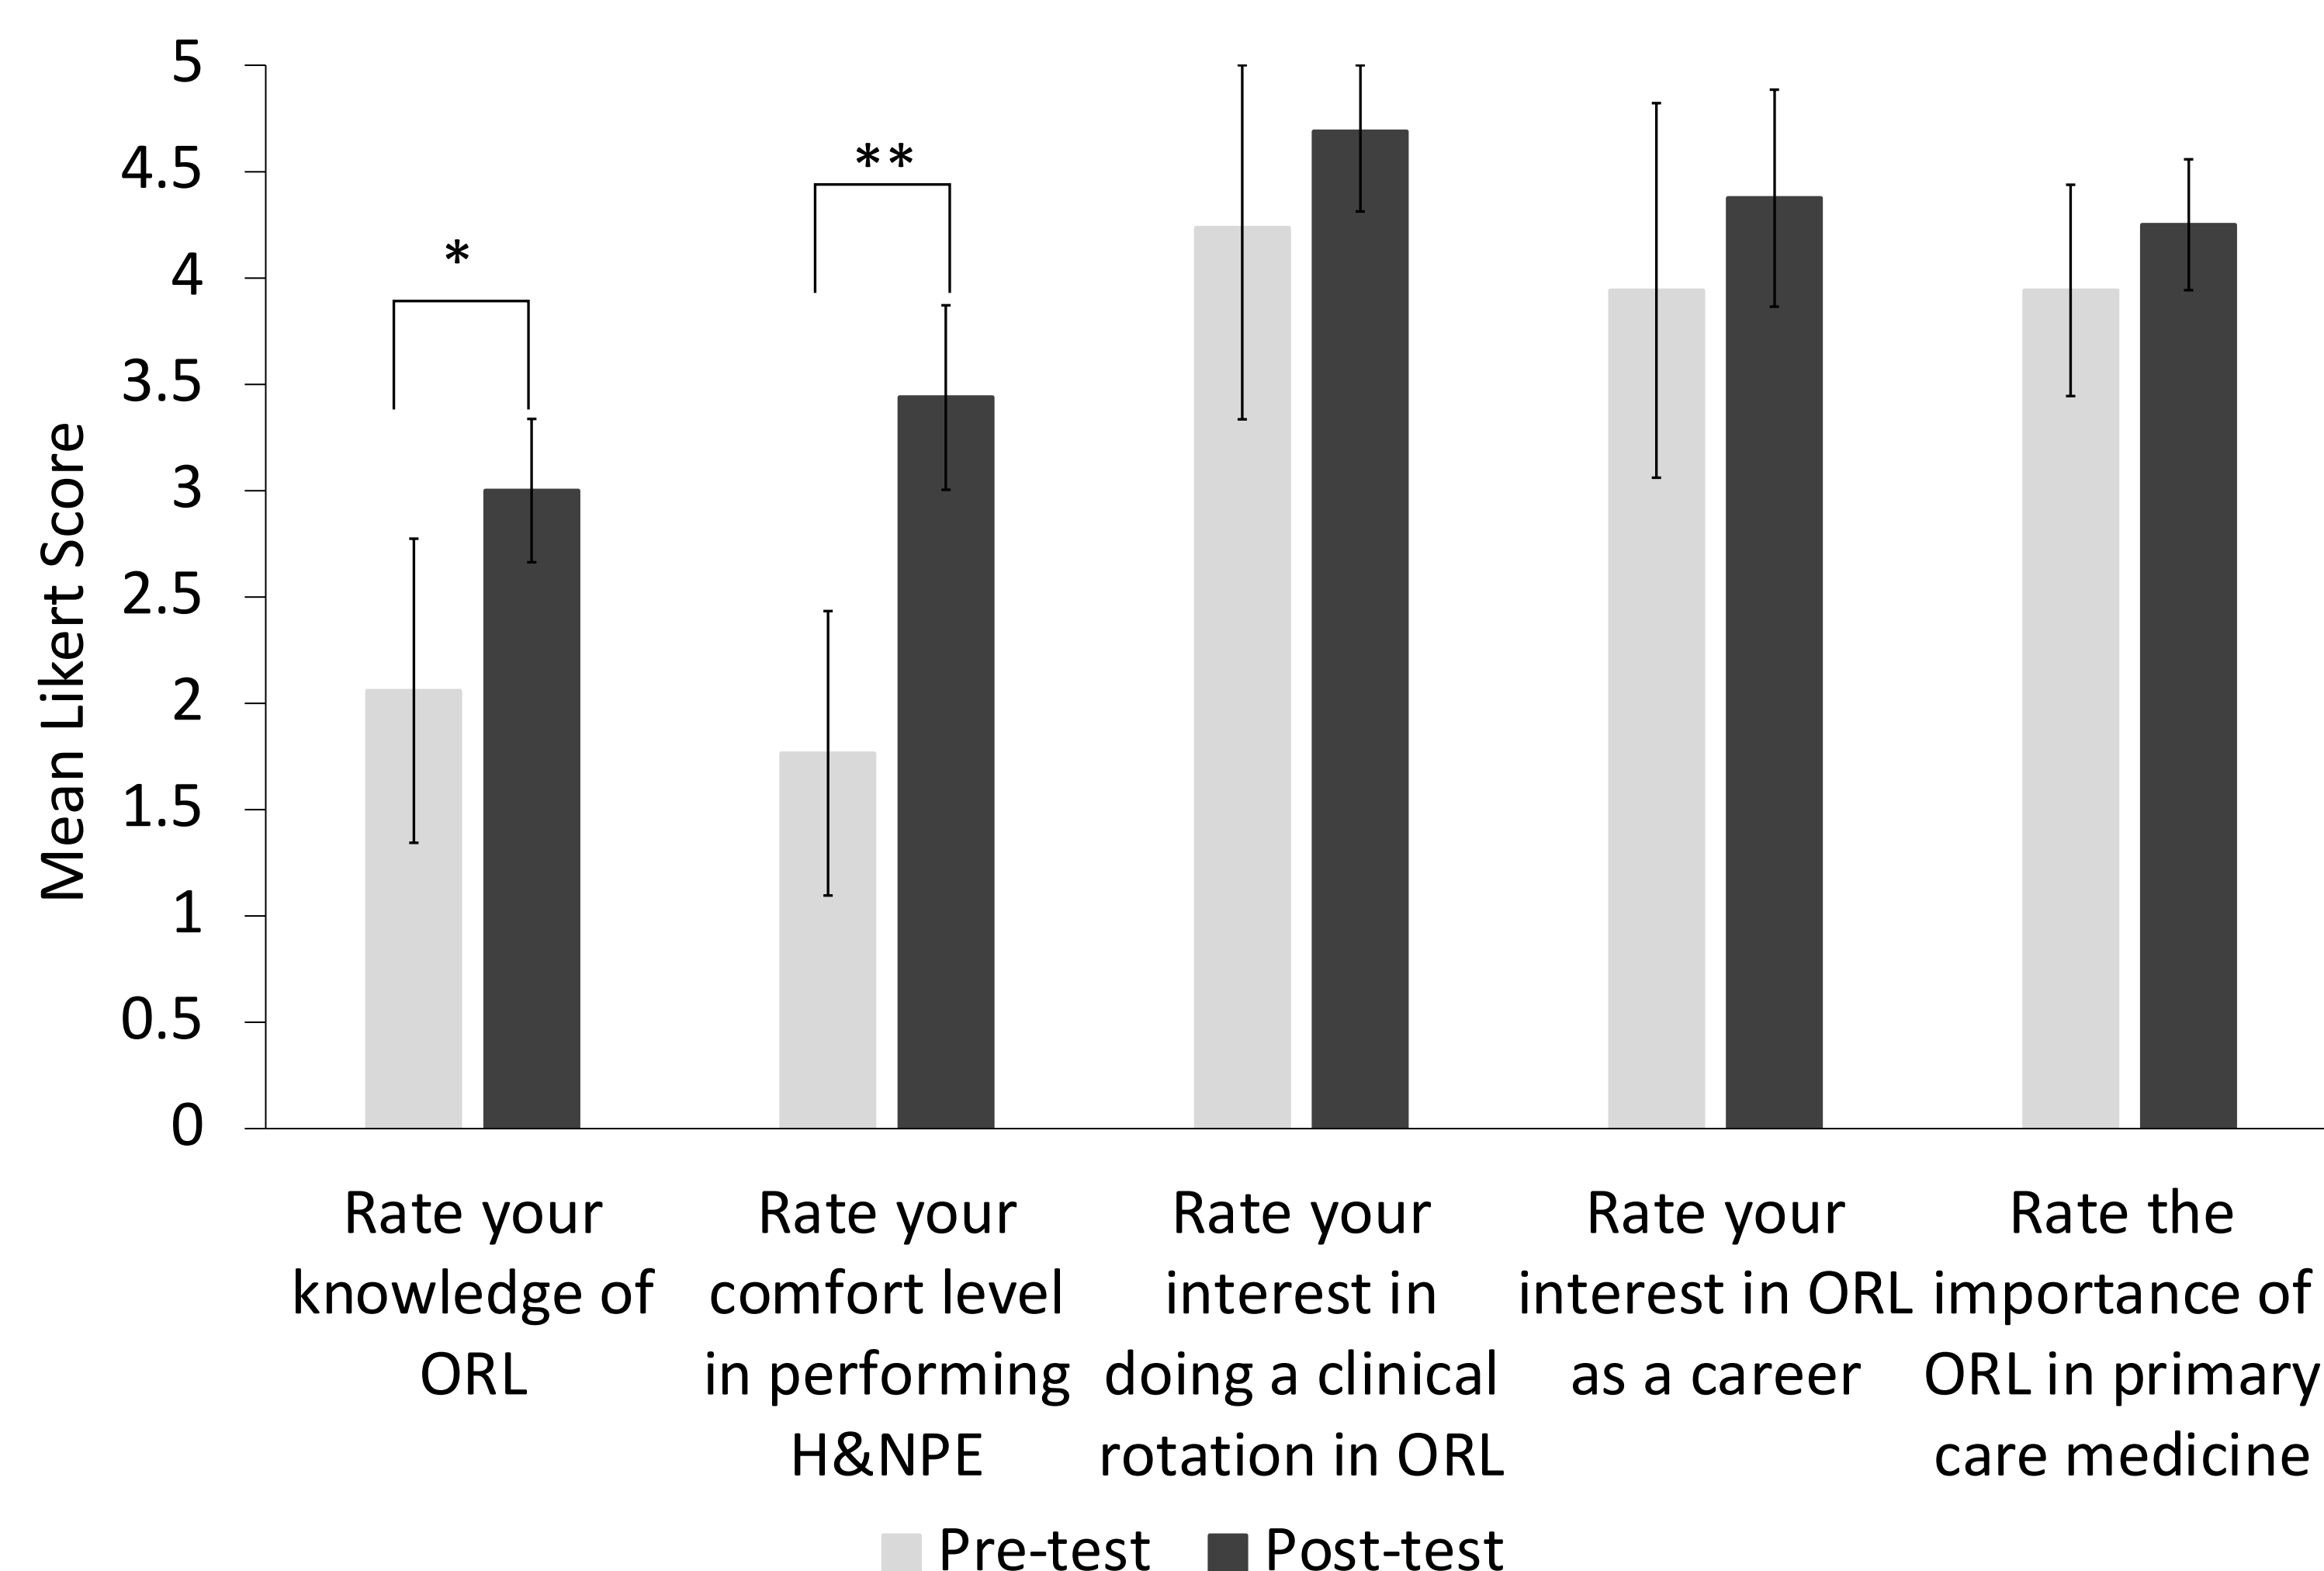 Mean Likert Score
5
4.5
4
3.5
3
2.5
2
1.5
1
0.5
0
*
**
Rate your
knowledge of
ORL
Rate your
comfort level
in performing
H&NPE
Rate your
interest in
doing a clinical
rotation in ORL
Rate your
interest in ORL
as a career
Rate the
importance of
ORL in primary
care medicine
Pre-test
Post-test